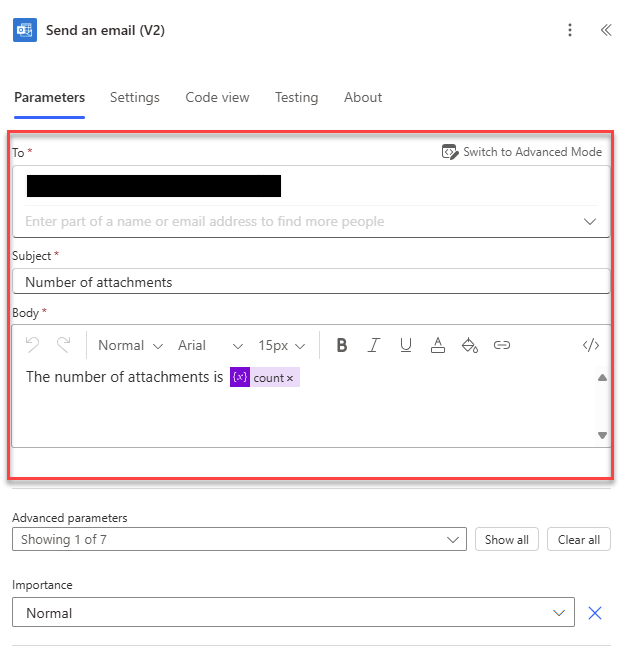 Send an email (V2)
Parameters Settings Code view Testing About
To * Switch to Advanced Mode
Enter part of a name or email address to find more people
Subject *
Number of attachments
Body *
Normal Arial 15px B I U A </>
The number of attachments is {x} count ×
Advanced parameters
Showing 1 of 7 Show all Clear all
Importance
Normal